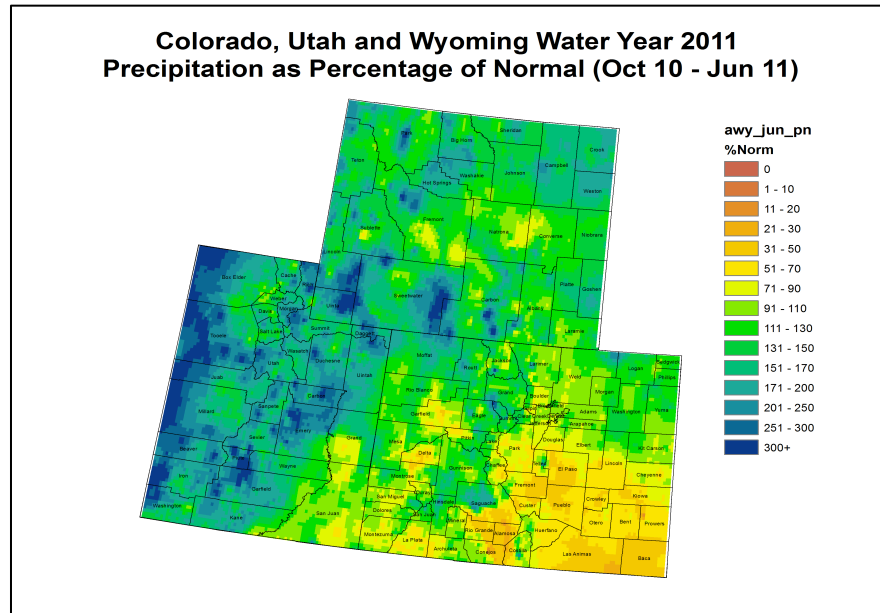 Colorado, Utah and Wyoming Water Year 2011
Precipitation as Percentage of Normal (Oct 10 - Jun 11)
awy_jun_pn
%Norm
0
1 - 10
11 - 20
21 - 30
31 - 50
51 - 70
71 - 90
91 - 110
111 - 130
131 - 150
151 - 170
171 - 200
201 - 250
251 - 300
300+
Park
Big Horn
Sheridan
Crook
Campbell
Teton
Washakie
Johnson
Hot Springs
Weston
Fremont
Sublette
Natrona
Converse
Niobrara
Lincoln
Platte
Goshen
Sweetwater
Carbon
Uinta
Albany
Laramie
Box Elder
Cache
Rich
Weber
Morgan
Davis
Salt Lake
Summit
Daggett
Tooele
Wasatch
Duchesne
Utah
Uintah
Juab
Carbon
Millard
Sanpete
Emery
Grand
Sevier
Beaver
Wayne
Iron
Garfield
San Juan
Washington
Kane
Moffat
Routt
Jackson
Larimer
Weld
Logan
Sedgwick
Phillips
Morgan
Rio Blanco
Grand
Boulder
Washington
Yuma
Garfield
Eagle
Adams
Arapahoe
Pitkin
Lake
Park
Douglas
Elbert
Kit Carson
Mesa
Delta
Gunnison
Chaffee
Teller
El Paso
Lincoln
Cheyenne
Montrose
Fremont
Ouray
San Miguel
Hinsdale
Saguache
Custer
Pueblo
Crowley
Kiowa
Dolores
San Juan
Mineral
Otero
Bent
Prowers
Rio Grande
Alamosa
Huerfano
Montezuma
La Plata
Archuleta
Conejos
Costilla
Las Animas
Baca